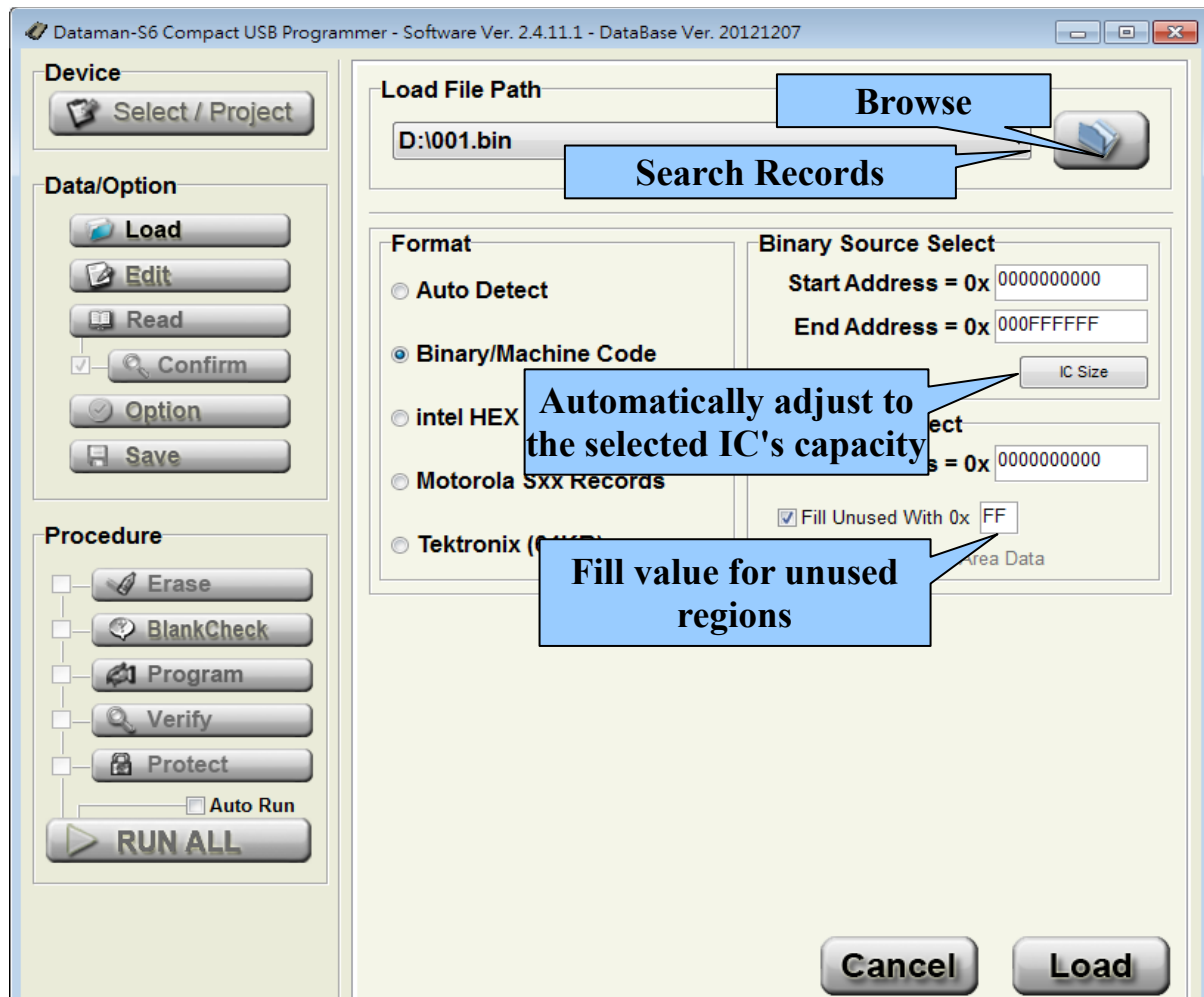 Dataman-S6 Compact USB Programmer - Software Ver. 2.4.11.1 - DataBase Ver. 20121207
Device
Select / Project
Data/Option
Load
Edit
Read
Confirm
Option
Save
Procedure
Erase
BlankCheck
Program
Verify
Protect
Auto Run
RUN ALL
Load File Path
D:\001.bin
Browse
Search Records
Format
Auto Detect
Binary/Machine Code
intel HEX
Motorola Sxx Records
Tektronix
Binary Source Select
Start Address = 0x 0000000000
End Address = 0x 000FFFFFF
IC Size
Automatically adjust to
the selected IC's capacity
= 0x 0000000000
Fill Unused With 0x FF
Area Data
Fill value for unused
regions
Cancel
Load